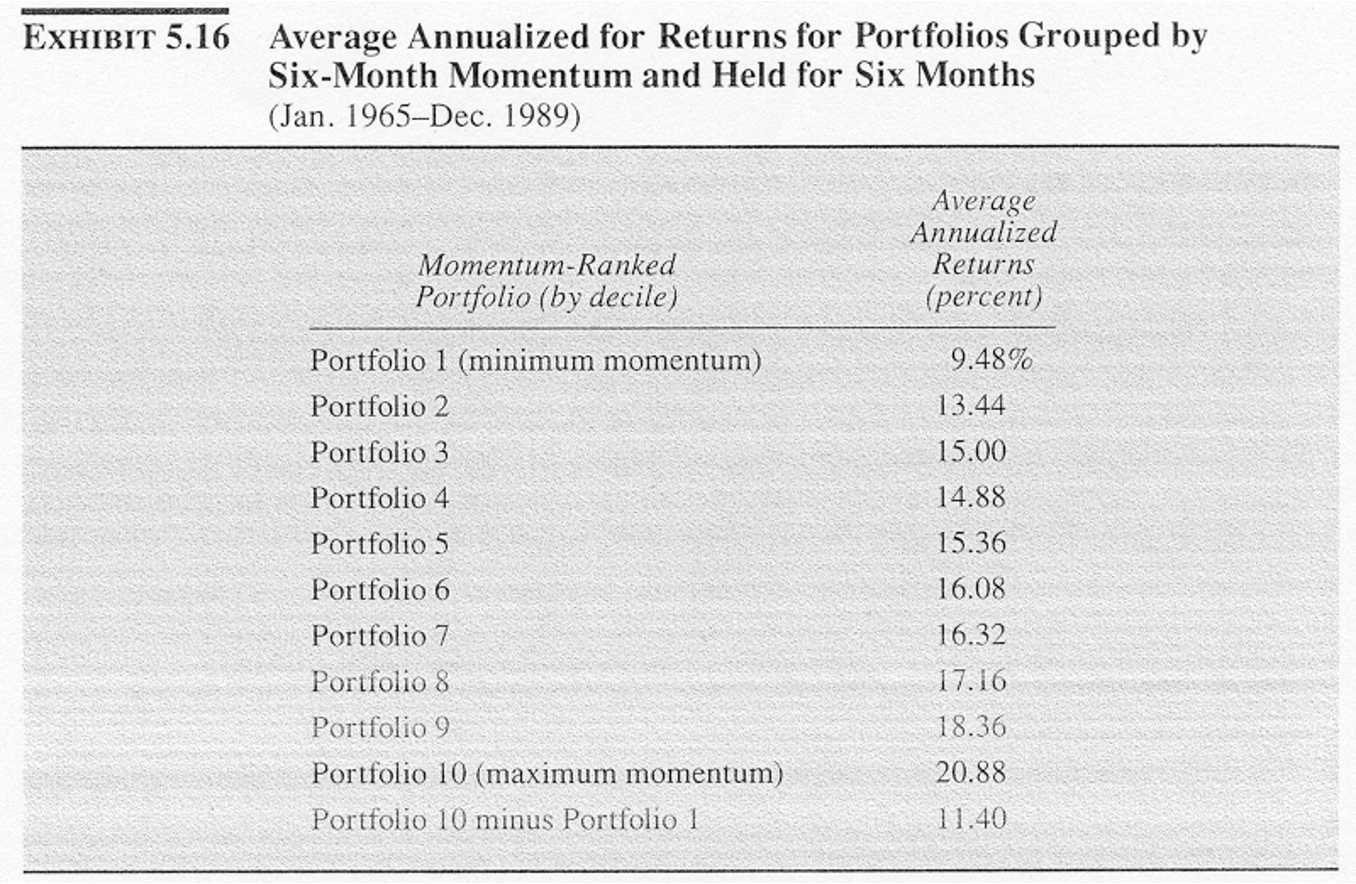 EXHIBIT 5.16 Average Annualized for Returns for Portfolios Grouped by
Six-Month Momentum and Held for Six Months
(Jan. 1965–Dec. 1989)
Momentum-Ranked
Portfolio (by decile)
Average
Annualized
Returns
(percent)
Portfolio 1 (minimum momentum) 9.48%
Portfolio 2 13.44
Portfolio 3 15.00
Portfolio 4 14.88
Portfolio 5 15.36
Portfolio 6 16.08
Portfolio 7 16.32
Portfolio 8 17.16
Portfolio 9 18.36
Portfolio 10 (maximum momentum) 20.88
Portfolio 10 minus Portfolio 1 11.40